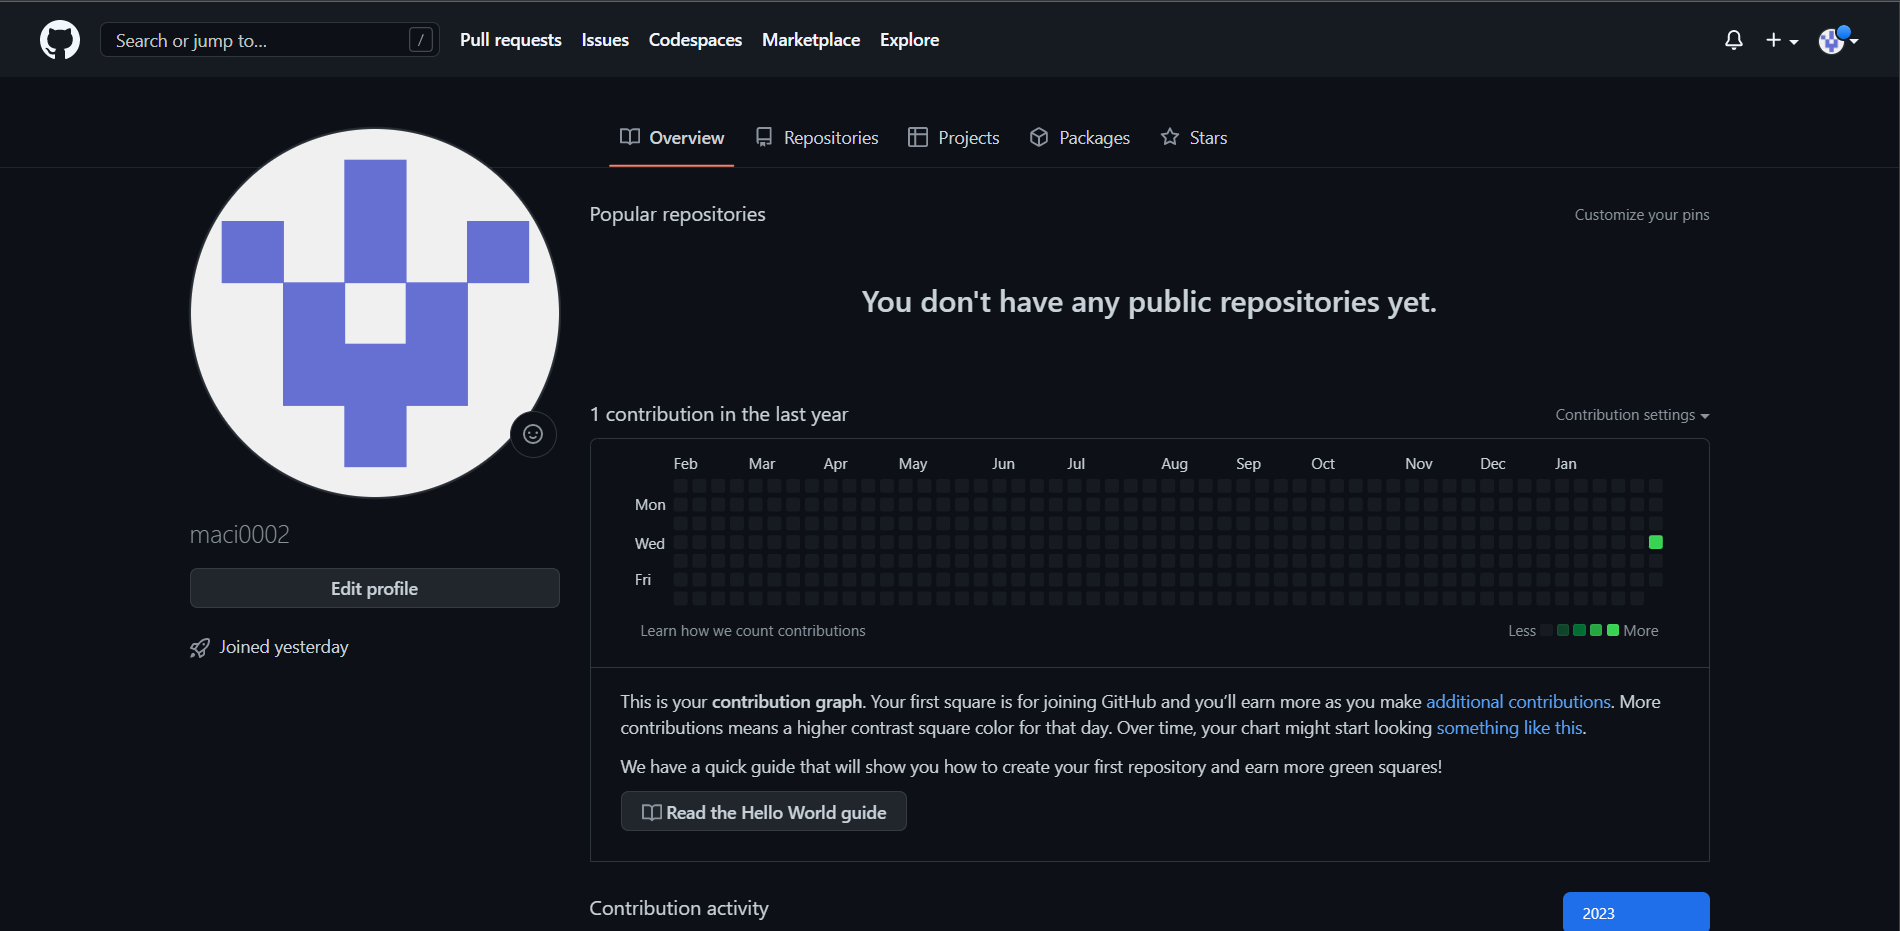 Search or jump to... /
Pull requests Issues Codespaces Marketplace Explore
Overview Repositories Projects Packages Stars
Popular repositories
Customize your pins
You don't have any public repositories yet.
1 contribution in the last year
Contribution settings
Feb Mar Apr May Jun Jul Aug Sep Oct Nov Dec Jan
Mon
Wed
Fri
Learn how we count contributions
Less More
maci0002
Edit profile
Joined yesterday
This is your contribution graph. Your first square is for joining GitHub and you’ll earn more as you make additional contributions. More
contributions means a higher contrast square color for that day. Over time, your chart might start looking something like this.
We have a quick guide that will show you how to create your first repository and earn more green squares!
Read the Hello World guide
Contribution activity
2023